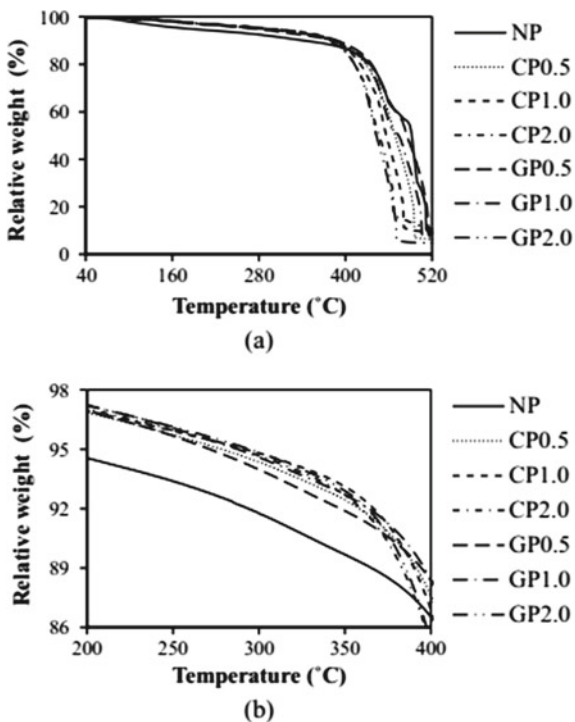 100
80
60
40
20
0
Relative weight (%)
40 160 280 400 520
Temperature (˚C)
NP
CP0.5
CP1.0
CP2.0
GP0.5
GP1.0
GP2.0
(a)
98
95
92
89
86
Relative weight (%)
200 250 300 350 400
Temperature (˚C)
NP
CP0.5
CP1.0
CP2.0
GP0.5
GP1.0
GP2.0
(b)